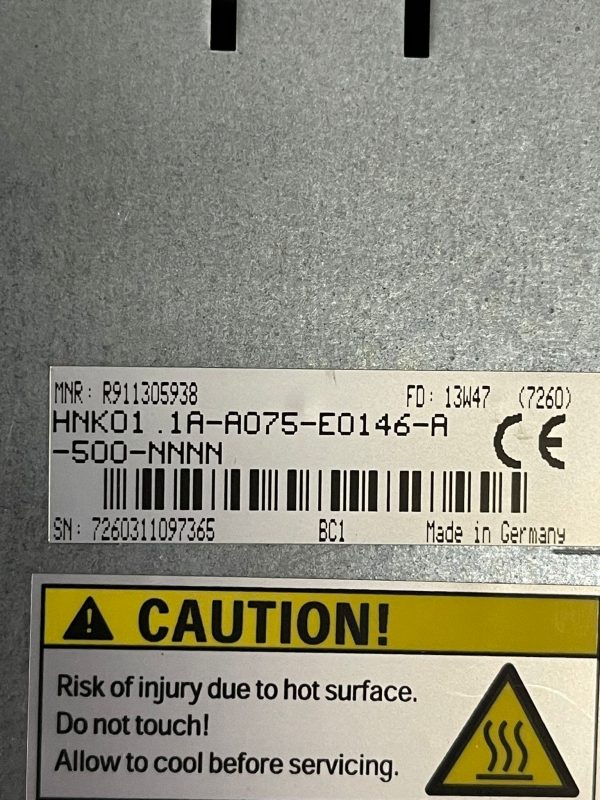 MNR: R911305938 FD: 13W47 (7260)
HNK01.1A-A075-E0146-A
-500-NNNN
CE
SN: 7260311097365 BC1 Made in Germany
CAUTION!
Risk of injury due to hot surface.
Do not touch!
Allow to cool before servicing.